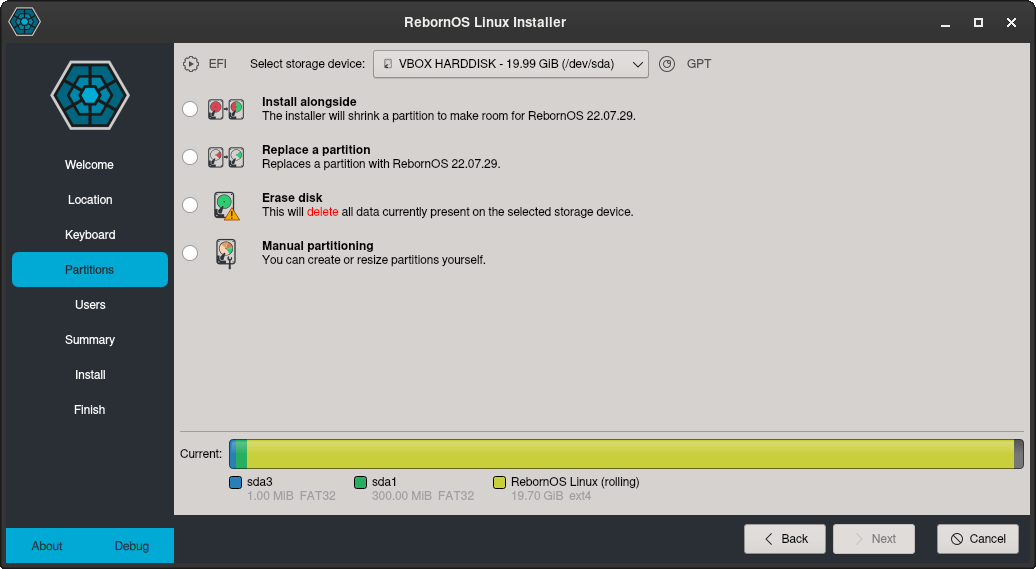 RebornOS Linux Installer
EFI Select storage device: VBOX HARDDISK - 19.99 GiB (/dev/sda) GPT
Welcome
Location
Keyboard
Partitions
Users
Summary
Install
Finish
Install alongside
The installer will shrink a partition to make room for RebornOS 22.07.29.
Replace a partition
Replaces a partition with RebornOS 22.07.29.
Erase disk
This will delete all data currently present on the selected storage device.
Manual partitioning
You can create or resize partitions yourself.
Current:
sda3 sda1 RebornOS Linux (rolling)
1.00 MiB FAT32 300.00 MiB FAT32 19.70 GiB ext4
About Debug
Back Next Cancel